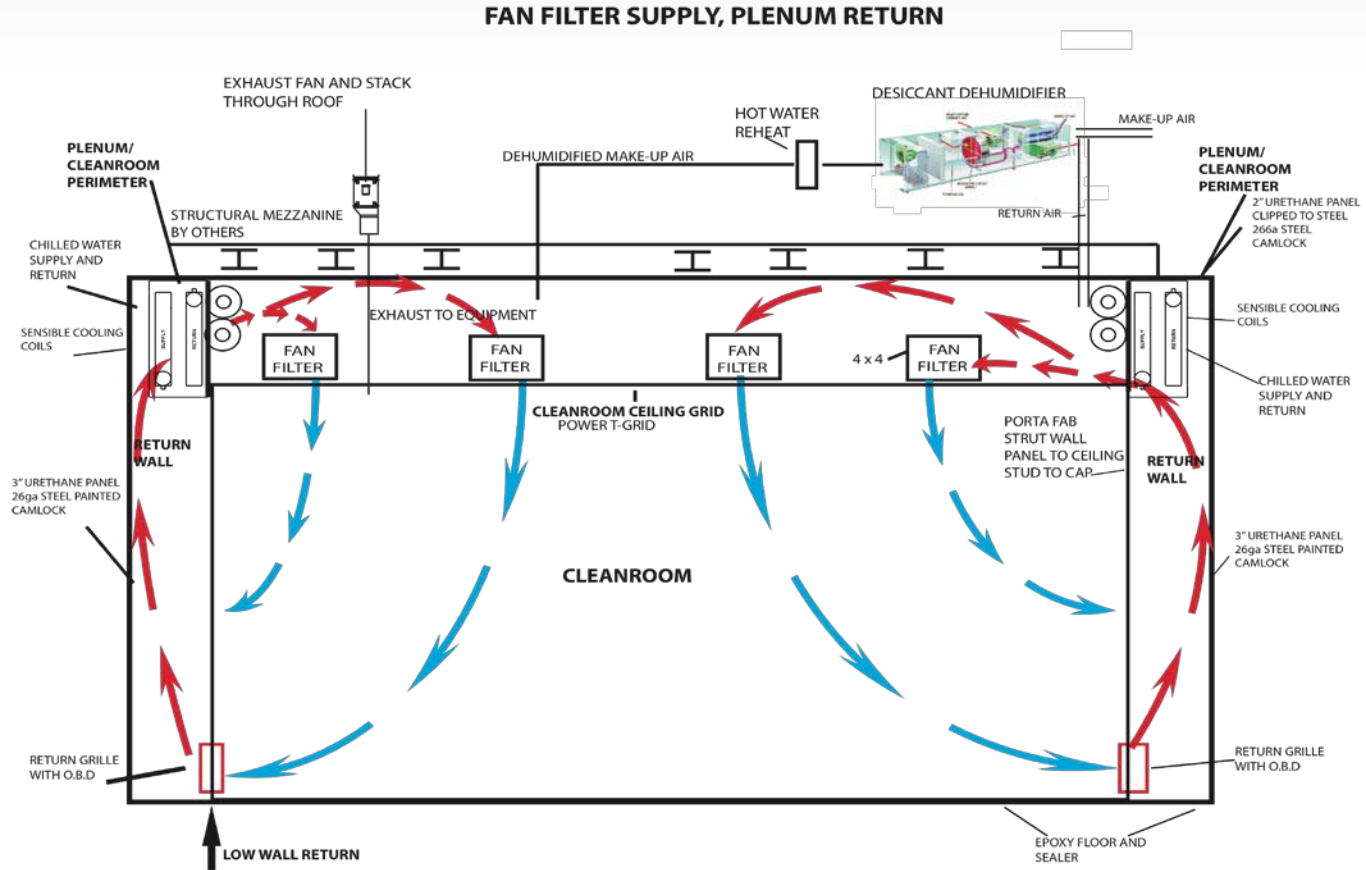 FAN FILTER SUPPLY, PLENUM RETURN
EXHAUST FAN AND STACK
THROUGH ROOF
DESICCANT DEHUMIDIFIER
HOT WATER
REHEAT
MAKE-UP AIR
PLENUM/
CLEANROOM
PERIMETER
DEHUMIDIFIED MAKE-UP AIR
PLENUM/
CLEANROOM
PERIMETER
2" URETHANE PANEL
CLIPPED TO STEEL
266a STEEL
CAMLOCK
RETURN AIR
STRUCTURAL MEZZANINE
BY OTHERS
CHILLED WATER
SUPPLY AND
RETURN
SENSIBLE COOLING
COILS
SUPPLY
RETURN
EXHAUST TO EQUIPMENT
FAN
FILTER
FAN
FILTER
FAN
FILTER
4 x 4
FAN
FILTER
SUPPLY
RETURN
SENSIBLE COOLING
COILS
CHILLED WATER
SUPPLY AND
RETURN
CLEANROOM CEILING GRID
POWER T-GRID
PORTA FAB
STRUT WALL
PANEL TO CEILING
STUD TO CAP
RETURN
WALL
RETURN
WALL
3" URETHANE PANEL
26ga STEEL PAINTED
CAMLOCK
3" URETHANE PANEL
26ga STEEL PAINTED
CAMLOCK
CLEANROOM
RETURN GRILLE
WITH O.B.D
RETURN GRILLE
WITH O.B.D
LOW WALL RETURN
EPOXY FLOOR AND
SEALER